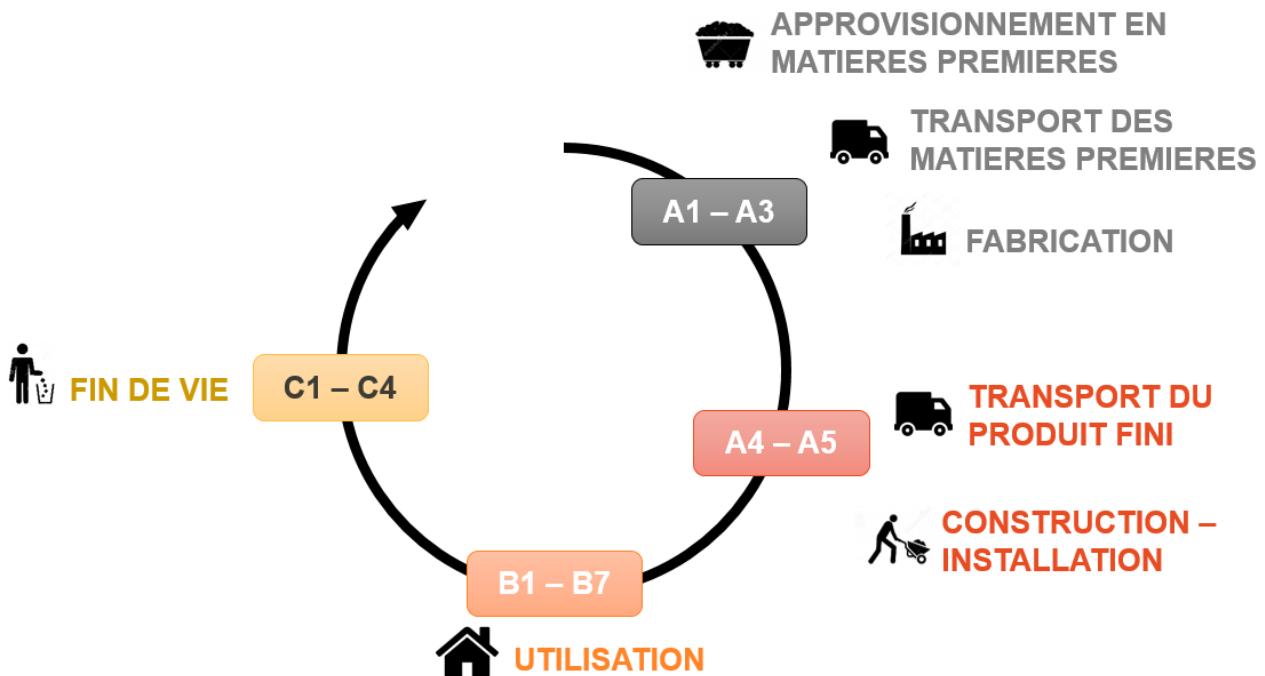 APPROVISIONNEMENT EN
MATIERES PREMIERES
TRANSPORT DES
MATIERES PREMIERES
A1 – A3
FABRICATION
FIN DE VIE
C1 – C4
TRANSPORT DU
PRODUIT FINI
A4 – A5
CONSTRUCTION –
INSTALLATION
B1 – B7
UTILISATION